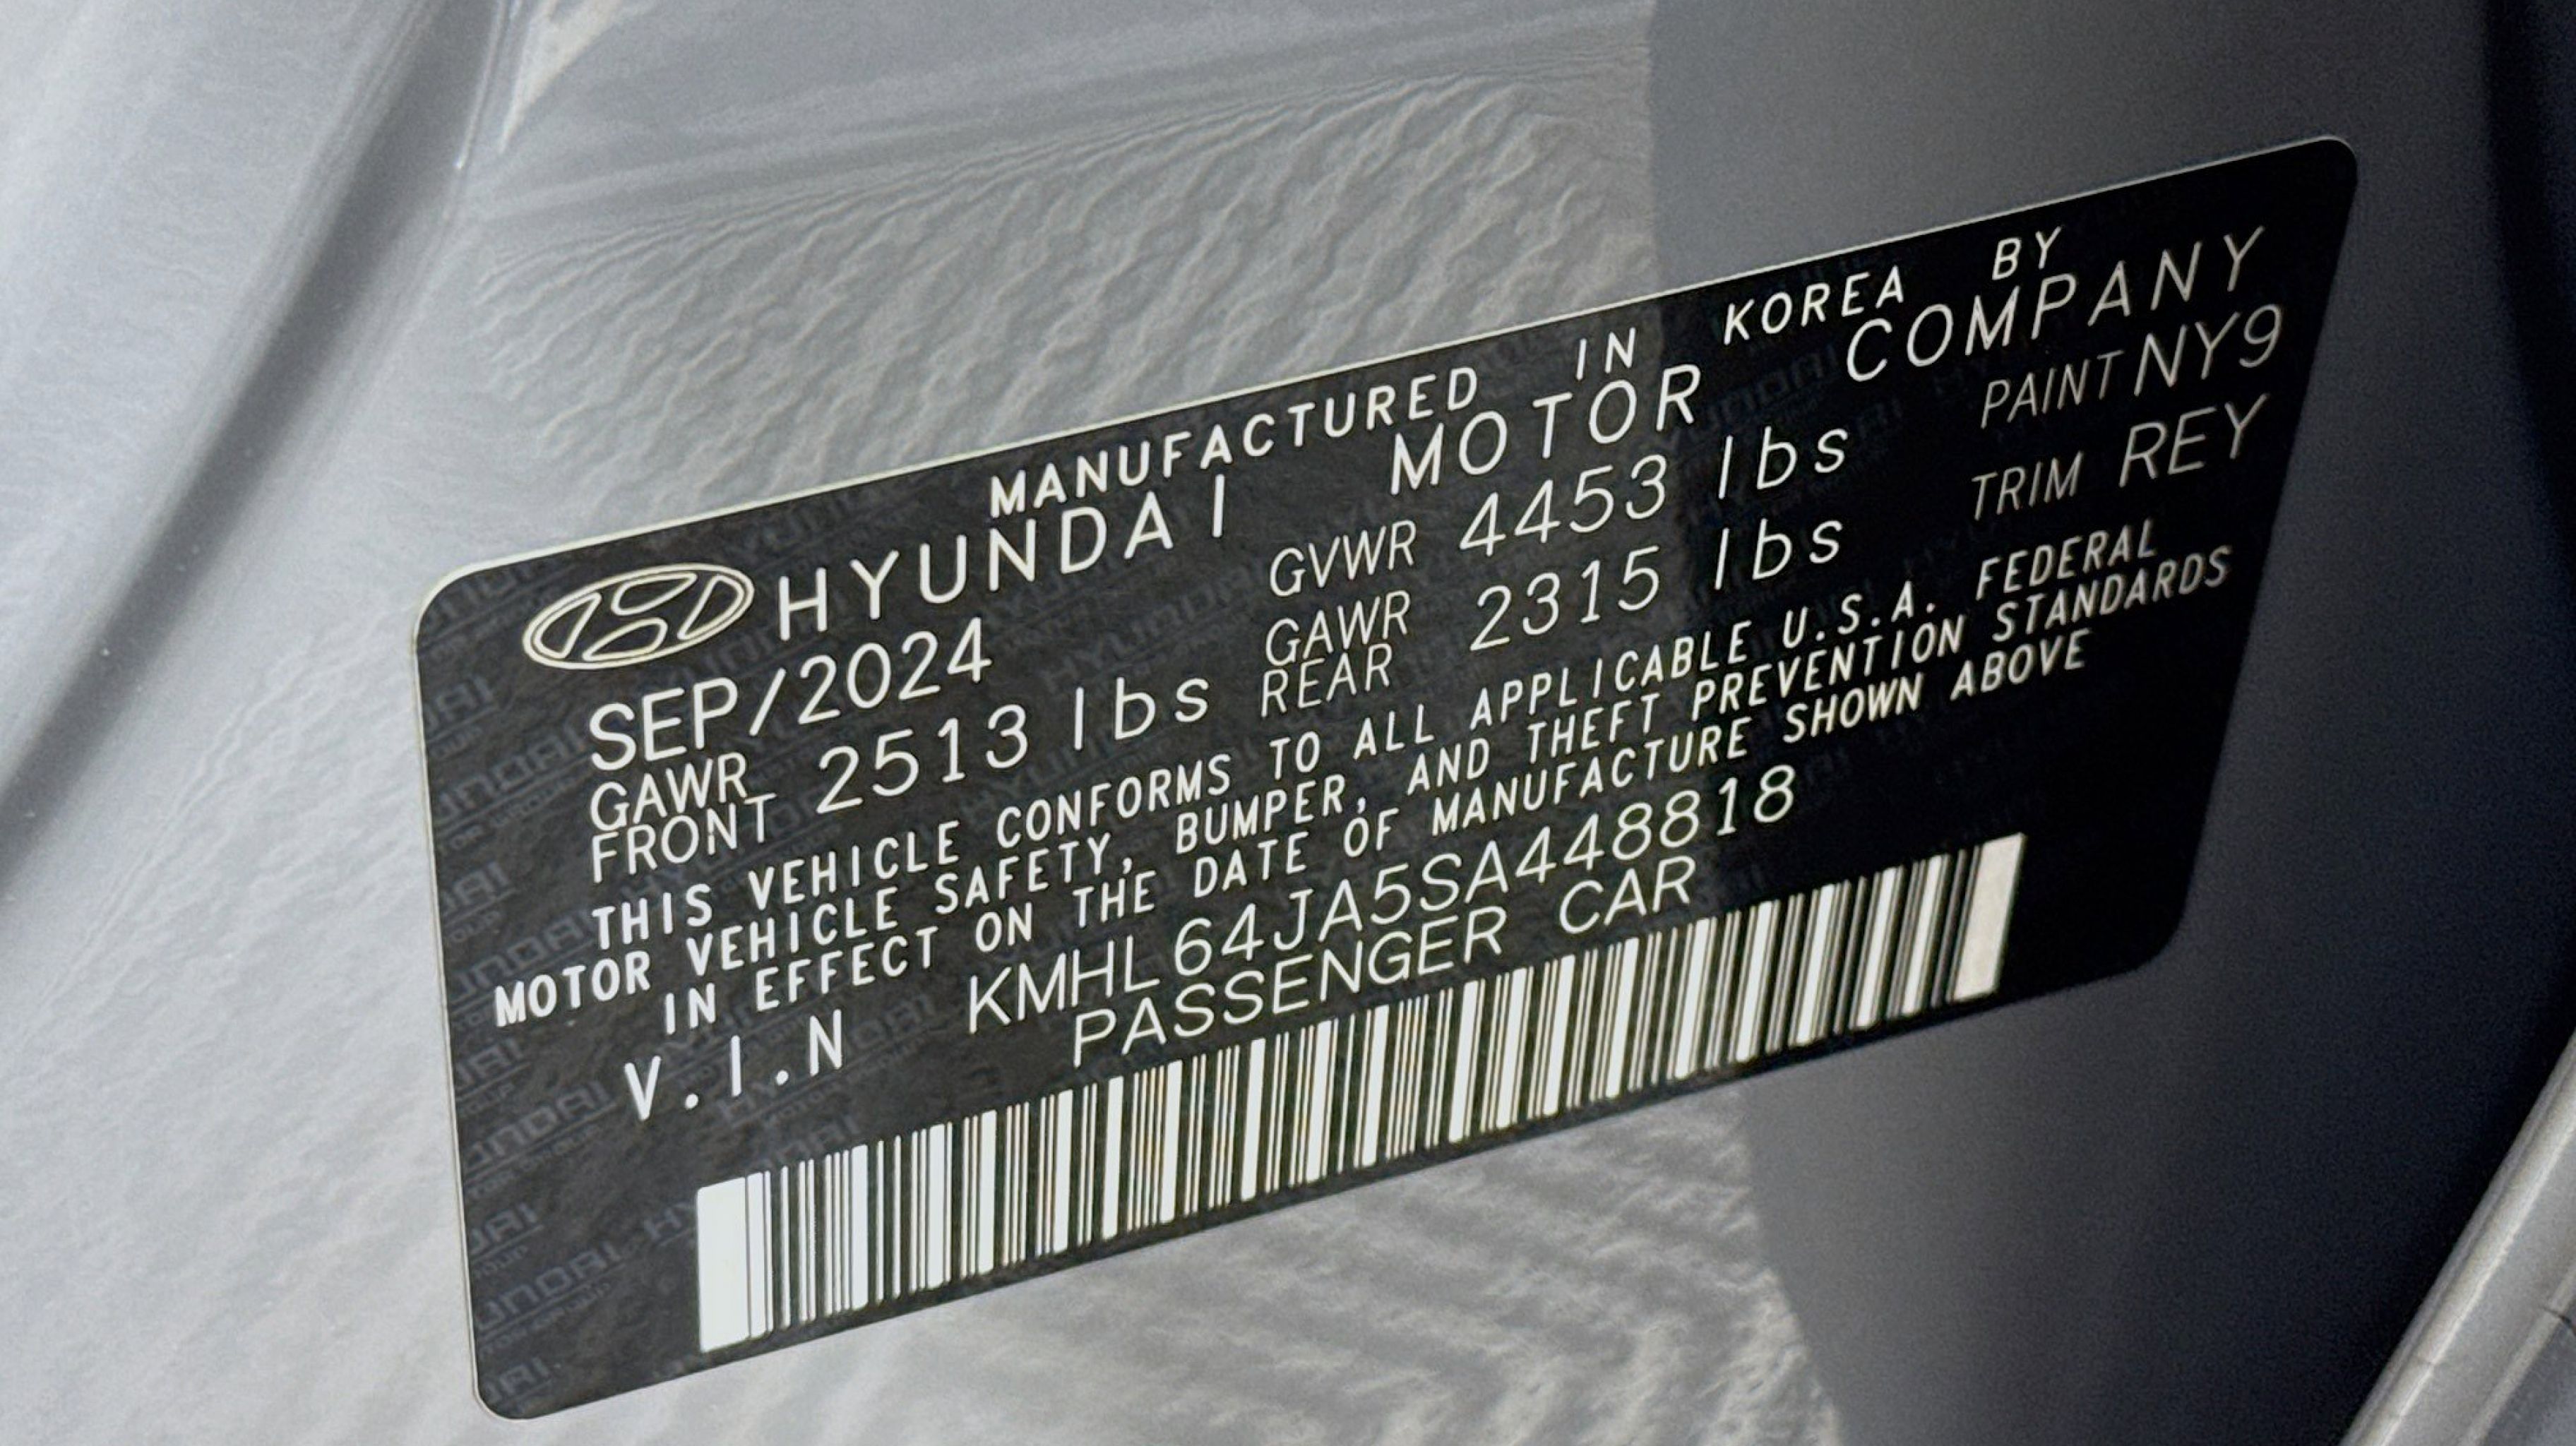 MANUFACTURED IN KOREA BY
HYUNDAI MOTOR COMPANY
SEP/2024 GVWR 4453 lbs PAINT NY9
GAWR FRONT 2513 lbs GAWR REAR 2315 lbs TRIM REY
THIS VEHICLE CONFORMS TO ALL APPLICABLE U.S.A. FEDERAL
MOTOR VEHICLE SAFETY, BUMPER, AND THEFT PREVENTION STANDARDS
IN EFFECT ON THE DATE OF MANUFACTURE SHOWN ABOVE
V.I.N KMHL64JA5SA448818
PASSENGER CAR